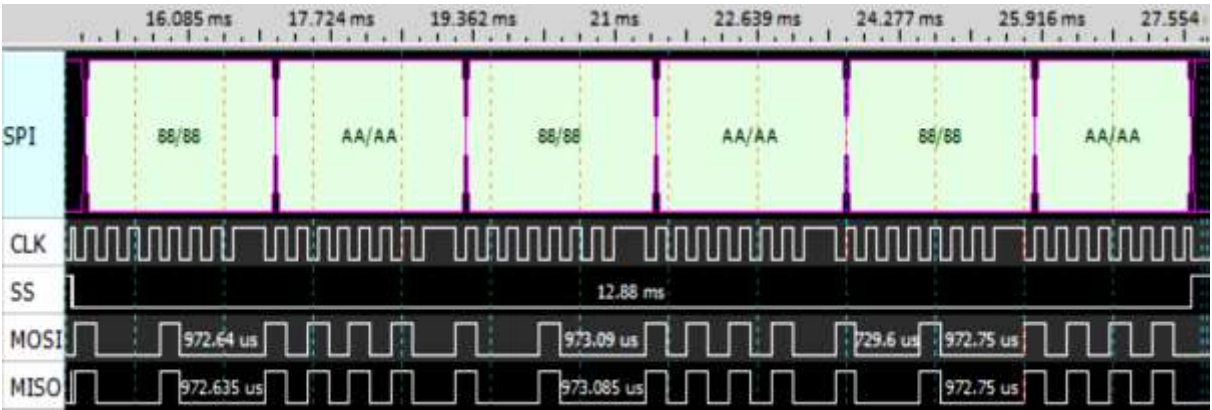 16.085 ms 17.724 ms 19.362 ms 21 ms 22.639 ms 24.277 ms 25.916 ms 27.554
SPI 88/88 AA/AA 88/88 AA/AA 88/88 AA/AA
CLK
SS 12.88 ms
MOSI 972.64 us 973.09 us 729.6 us 972.75 us
MISO 972.635 us 973.085 us 972.75 us